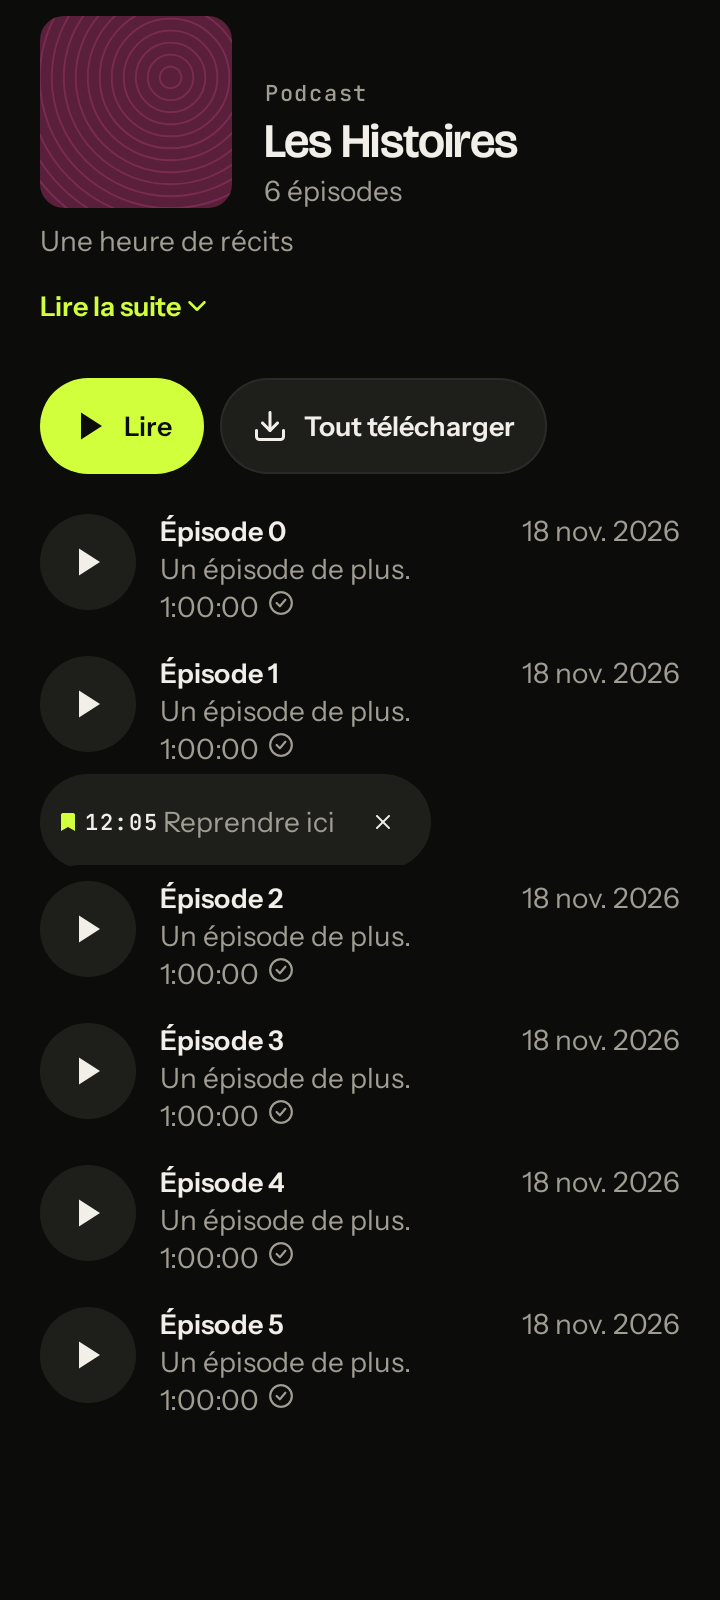 Podcast
Les Histoires
6 épisodes
Une heure de récits
Lire la suite
Lire
Tout télécharger
Épisode 0
18 nov. 2026
Un épisode de plus.
1:00:00
Épisode 1
18 nov. 2026
Un épisode de plus.
1:00:00
12:05 Reprendre ici
Épisode 2
18 nov. 2026
Un épisode de plus.
1:00:00
Épisode 3
18 nov. 2026
Un épisode de plus.
1:00:00
Épisode 4
18 nov. 2026
Un épisode de plus.
1:00:00
Épisode 5
18 nov. 2026
Un épisode de plus.
1:00:00